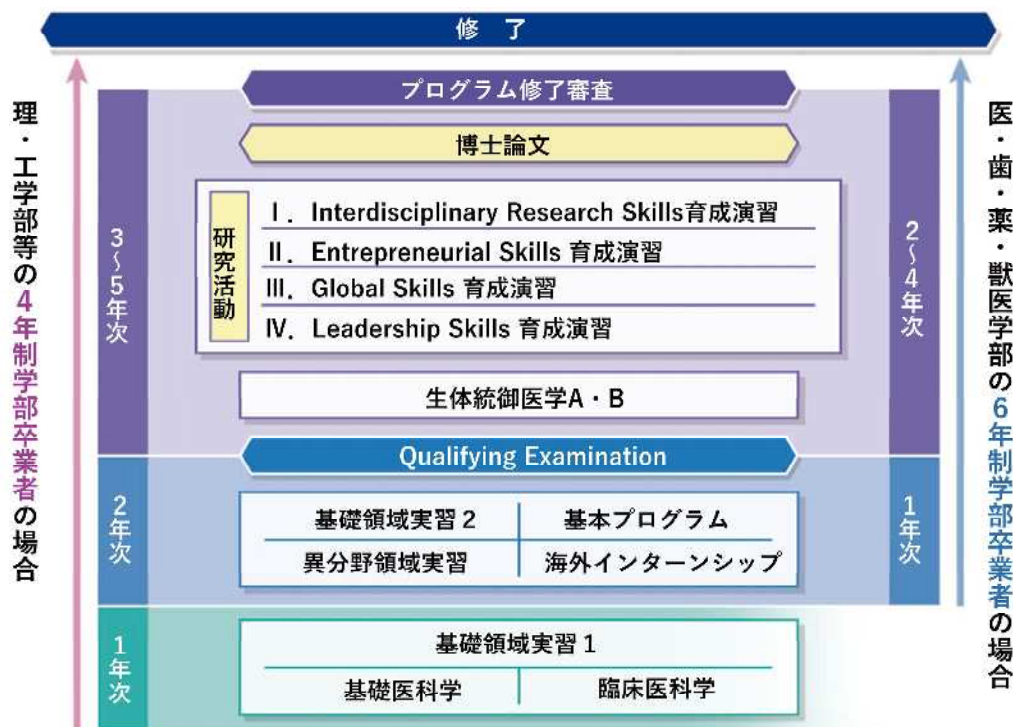 修 了
プログラム修了審査
博士論文
研究活動
Ⅰ. Interdisciplinary Research Skills育成演習
Ⅱ. Entrepreneurial Skills 育成演習
Ⅲ. Global Skills 育成演習
Ⅳ. Leadership Skills 育成演習
生体統御医学A・B
Qualifying Examination
基礎領域実習2
基本プログラム
異分野領域実習
海外インターンシップ
基礎領域実習1
基礎医科学
臨床医科学
理・工学部等の4年制学部卒業者の場合
3～5年次
2年次
1年次
2～4年次
1年次
医・歯・薬・獣医学部の6年制学部卒業者の場合